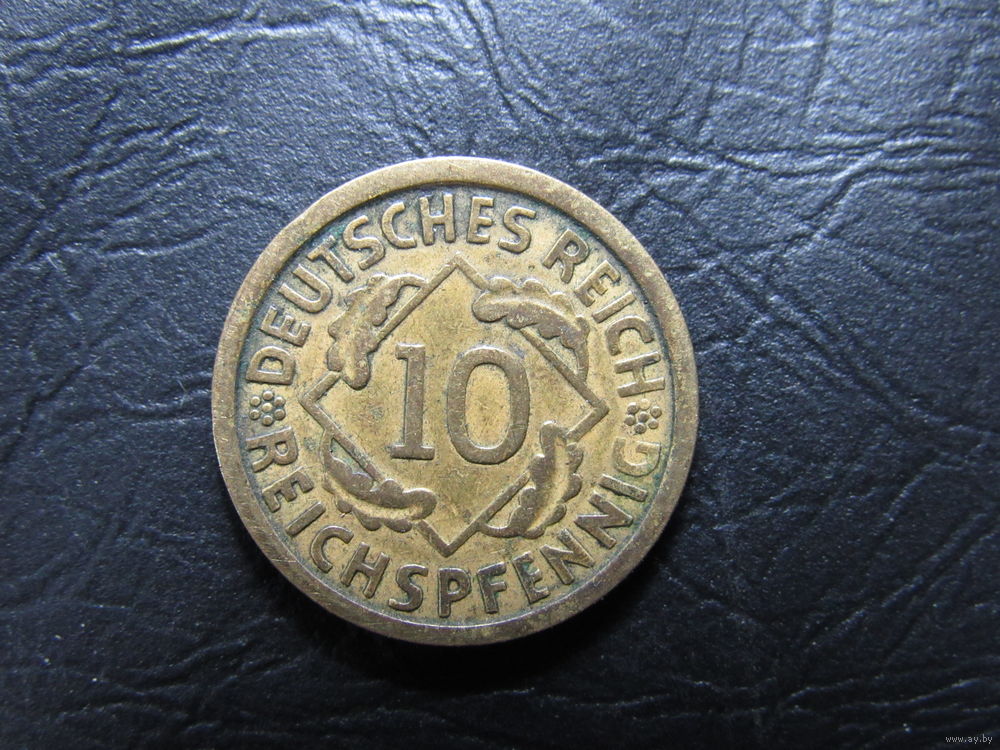 DEUTSCHES REICH
10
REICHSPFENNIG
www.ay.by